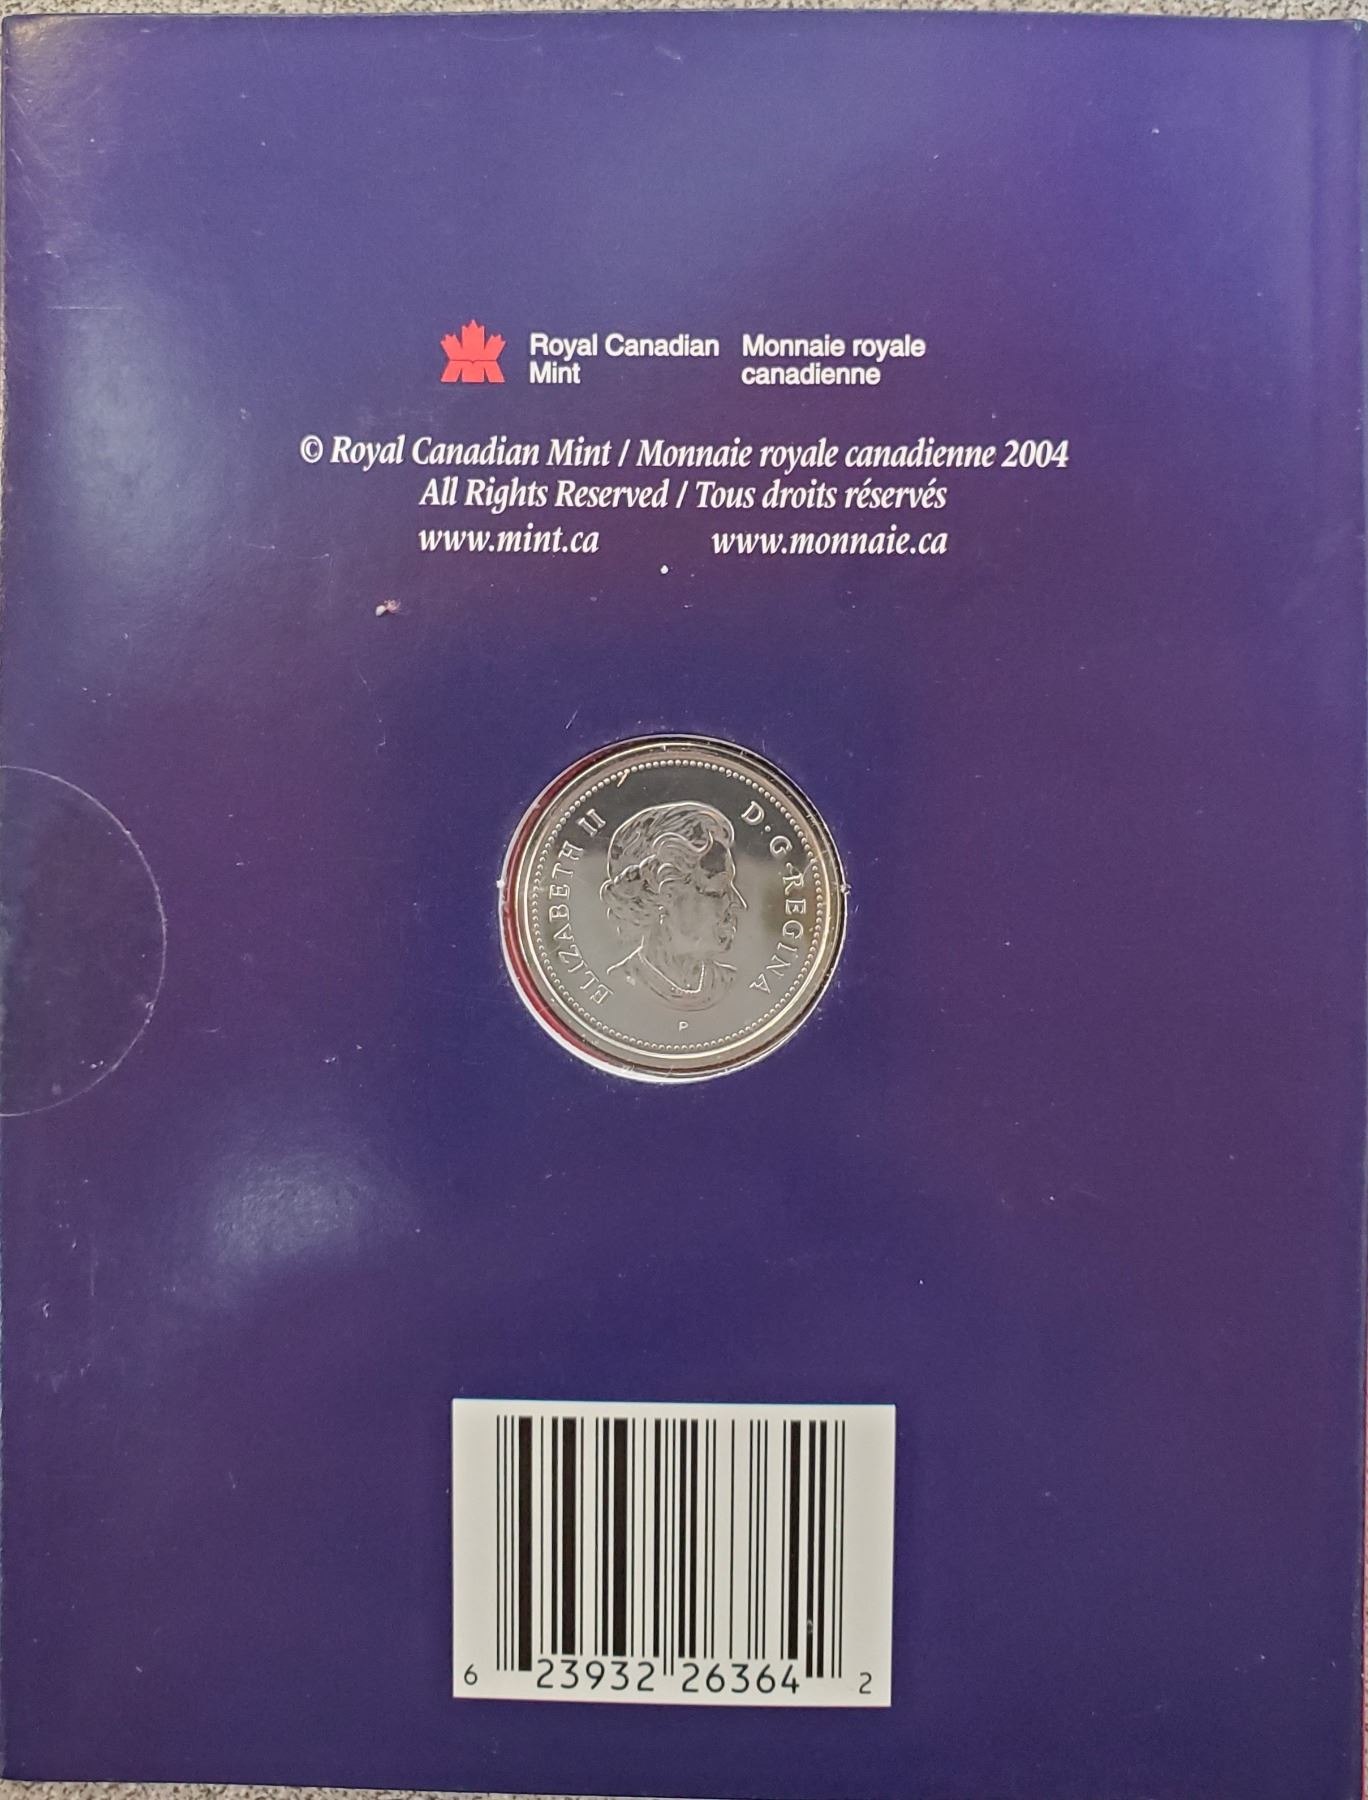 Royal Canadian Mint
Monnaie royale canadienne
© Royal Canadian Mint / Monnaie royale canadienne 2004
All Rights Reserved / Tous droits réservés
www.mint.ca www.monnaie.ca
ELIZABETH II D·G·REGINA
P
6 23932 26364 2